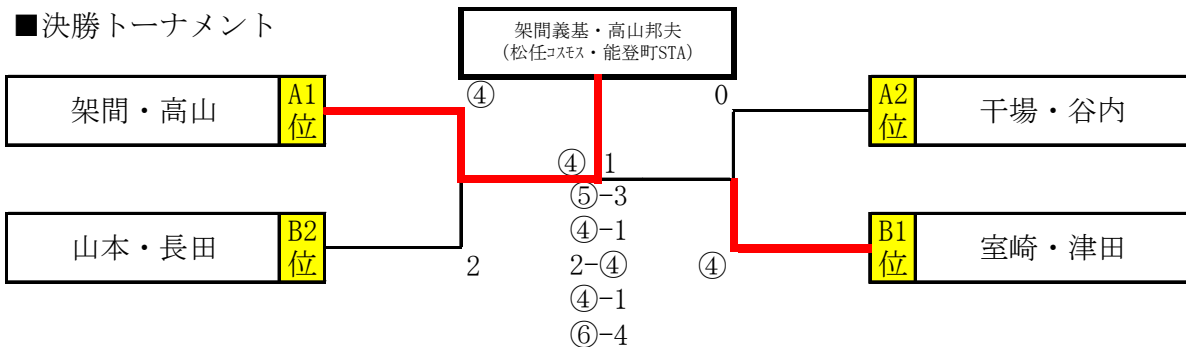 ■決勝トーナメント
架間義基・高山邦夫
(松任ｺｽﾓｽ・能登町STA)
架間・高山
A1
位
④
0
A2
位
干場・谷内
④ 1
⑤-3
④-1
2-④
④-1
⑥-4
山本・長田
B2
位
2
④
B1
位
室崎・津田